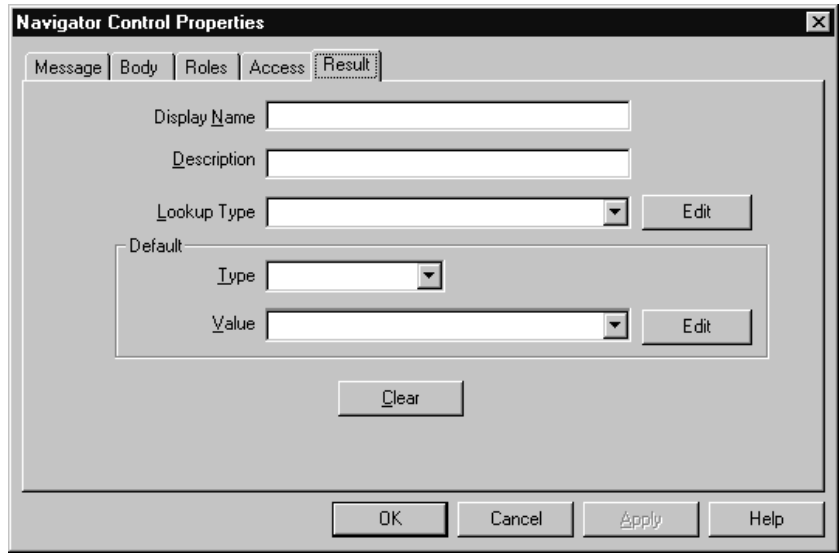 Navigator Control Properties
Message Body Roles Access Result
Display Name
Description
Lookup Type Edit
Default
Type
Value Edit
Clear
OK Cancel Apply Help